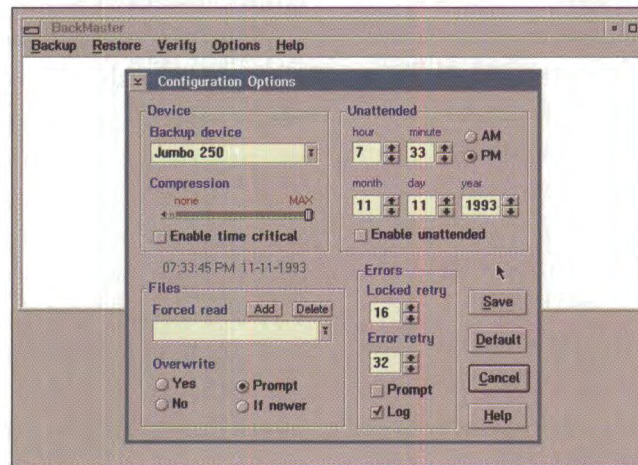 BackMaster
Backup Restore Verify Options Help
Configuration Options
Device
Backup device
Jumbo 250
Compression
none MAX
Enable time critical
Unattended
hour minute
7 33
AM
PM
month day year
11 11 1993
Enable unattended
07:33:45 PM 11-11-1993
Files
Forced read Add Delete
Overwrite
Yes Prompt
No If newer
Errors
Locked retry
16
Error retry
32
Prompt
Log
Save
Default
Cancel
Help